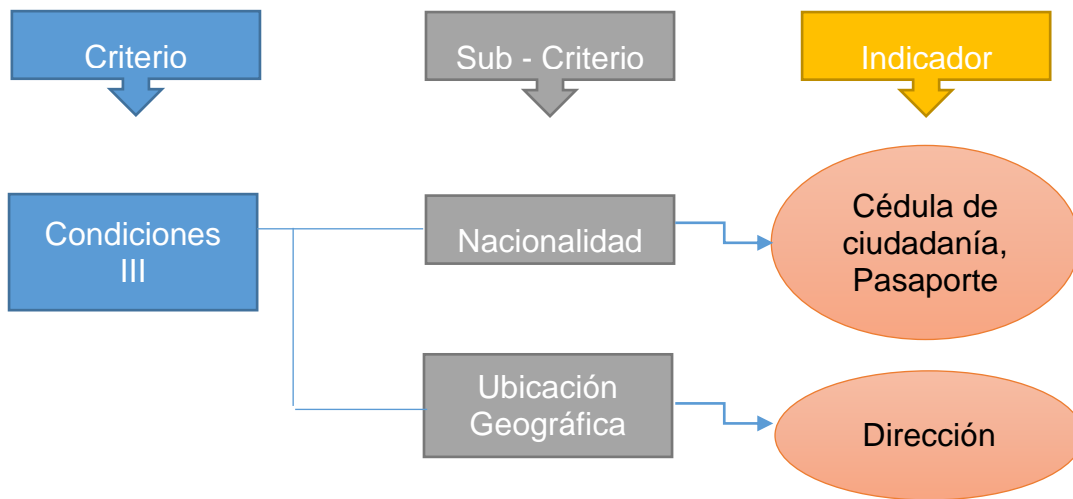 Criterio
Sub - Criterio
Indicador
Condiciones
III
Nacionalidad
Cédula de
ciudadanía,
Pasaporte
Ubicación
Geográfica
Dirección